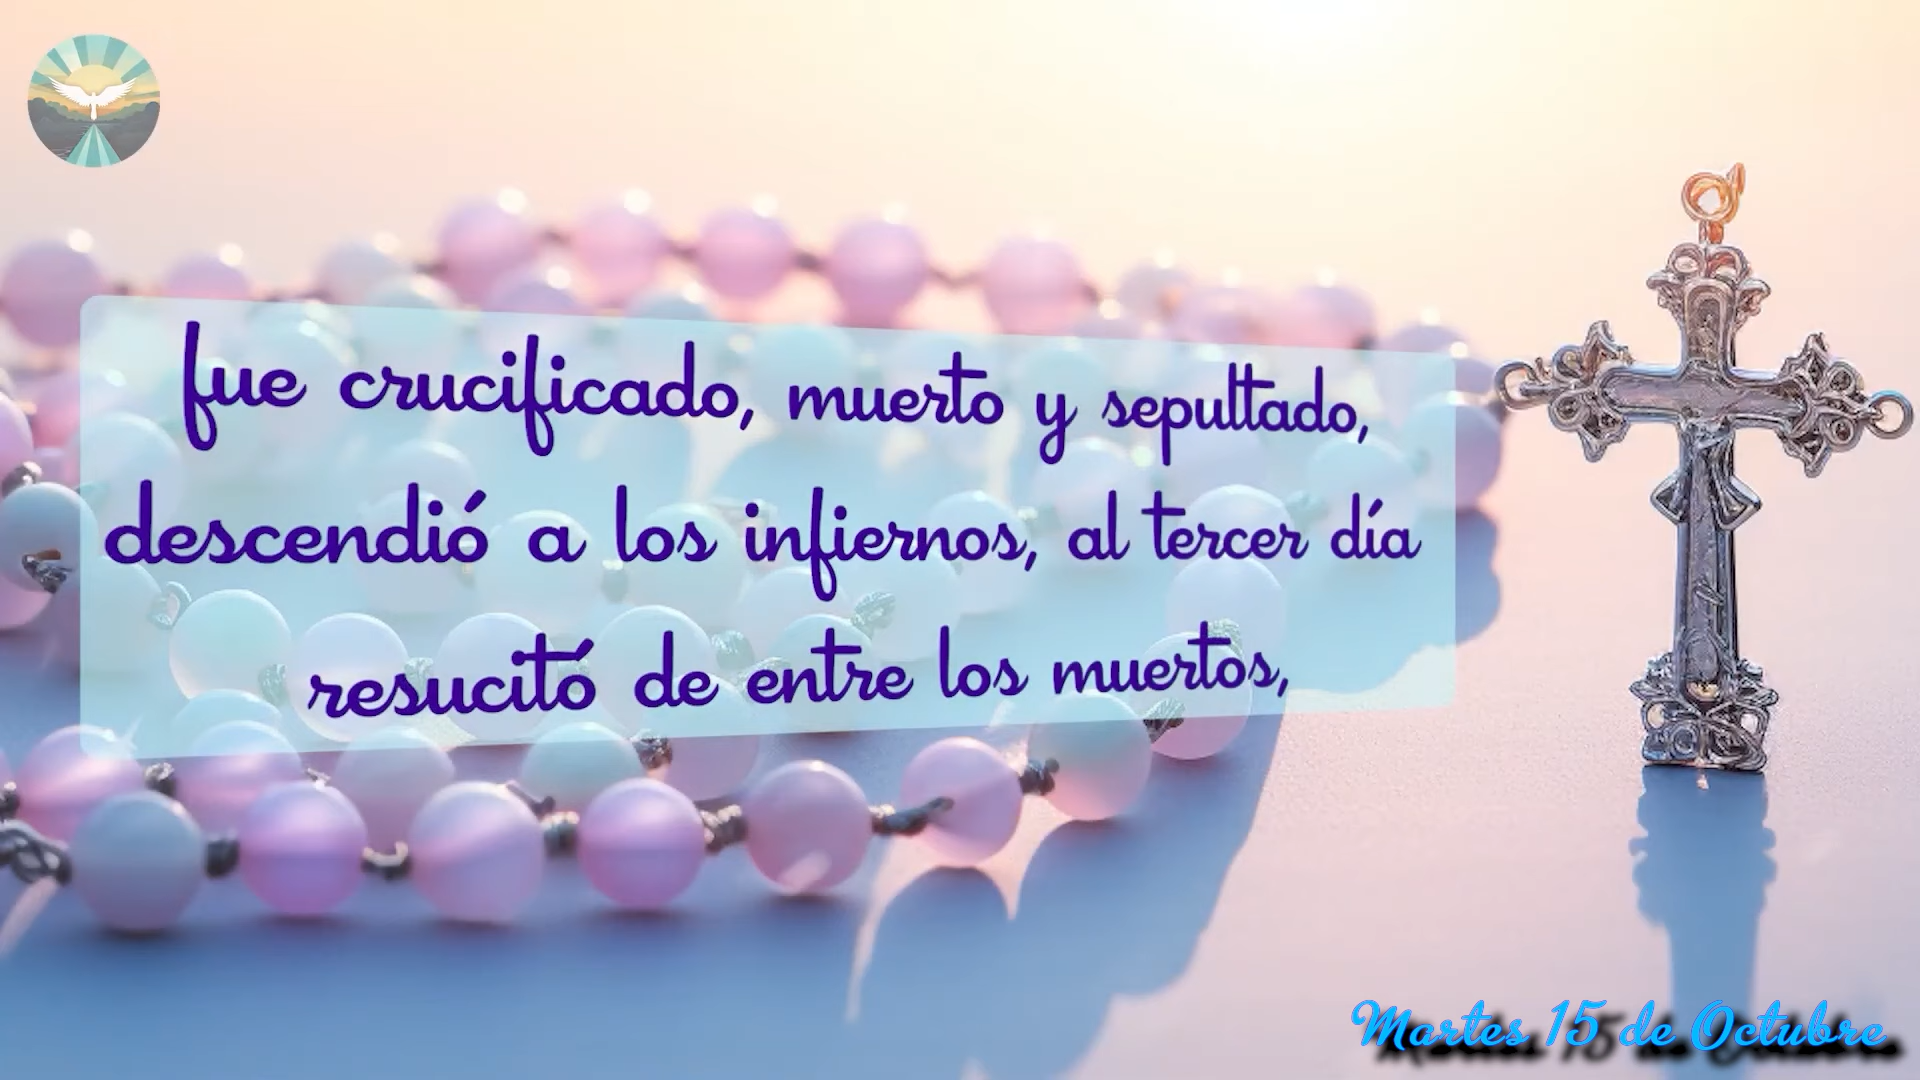 fue crucificado, muerto y sepultado,
descendió a los infiernos, al tercer día
resucitó de entre los muertos,
Martes 15 de Octubre